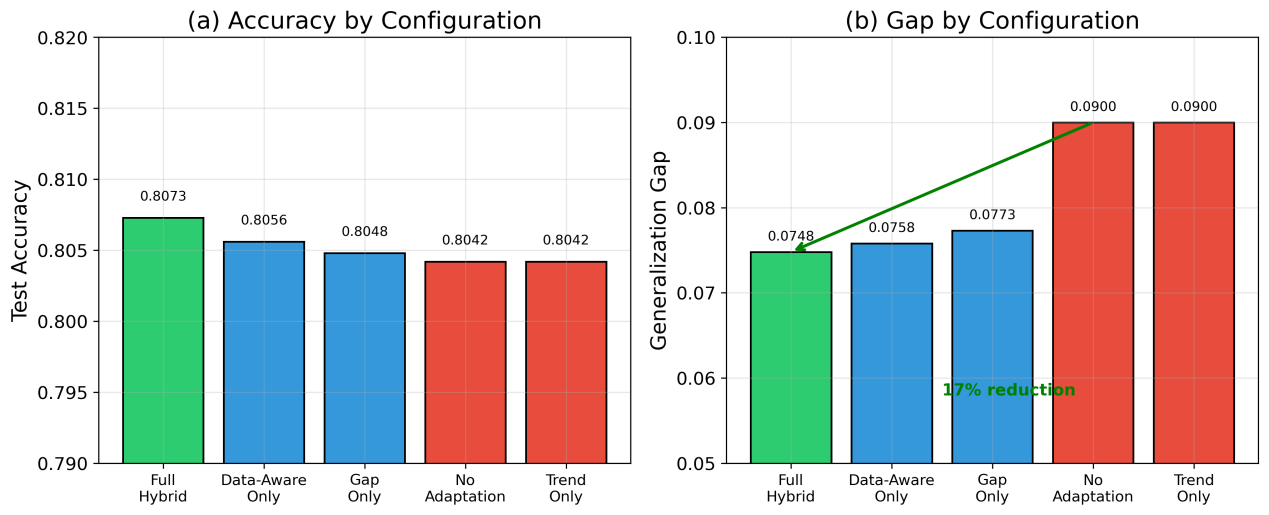 (a) Accuracy by Configuration
Test Accuracy
0.820
0.815
0.810
0.805
0.800
0.795
0.790
0.8073
0.8056
0.8048
0.8042
0.8042
Full
Hybrid
Data-Aware
Only
Gap
Only
No
Adaptation
Trend
Only
(b) Gap by Configuration
Generalization Gap
0.10
0.09
0.08
0.07
0.06
0.05
0.0748
0.0758
0.0773
0.0900
0.0900
17% reduction
Full
Hybrid
Data-Aware
Only
Gap
Only
No
Adaptation
Trend
Only